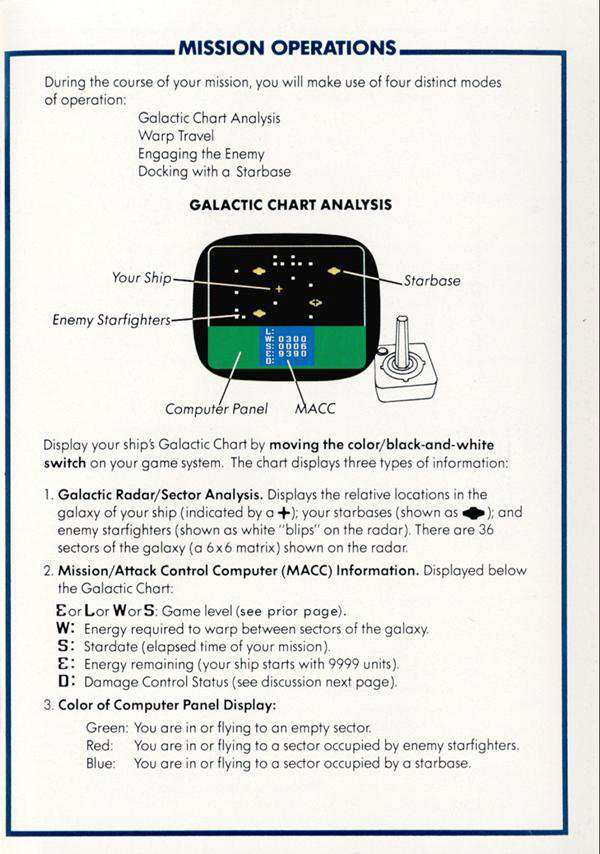 MISSION OPERATIONS
During the course of your mission, you will make use of four distinct modes
of operation:
Galactic Chart Analysis
Warp Travel
Engaging the Enemy
Docking with a Starbase
GALACTIC CHART ANALYSIS
Your Ship
Starbase
Enemy Starfighters
L:
W: 0300
S: 0006
E: 9390
D:
Computer Panel
MACC
Display your ship's Galactic Chart by moving the color/black-and-white
switch on your game system. The chart displays three types of information:
1. Galactic Radar/Sector Analysis. Displays the relative locations in the
galaxy of your ship (indicated by a +); your starbases (shown as ); and
enemy starfighters (shown as white "blips" on the radar). There are 36
sectors of the galaxy (a 6x6 matrix) shown on the radar.
2. Mission/Attack Control Computer (MACC) Information. Displayed below
the Galactic Chart:
E or L or W or S: Game level (see prior page).
W: Energy required to warp between sectors of the galaxy.
S: Stardate (elapsed time of your mission).
E: Energy remaining (your ship starts with 9999 units).
D: Damage Control Status (see discussion next page).
3. Color of Computer Panel Display:
Green: You are in or flying to an empty sector.
Red: You are in or flying to a sector occupied by enemy starfighters.
Blue: You are in or flying to a sector occupied by a starbase.